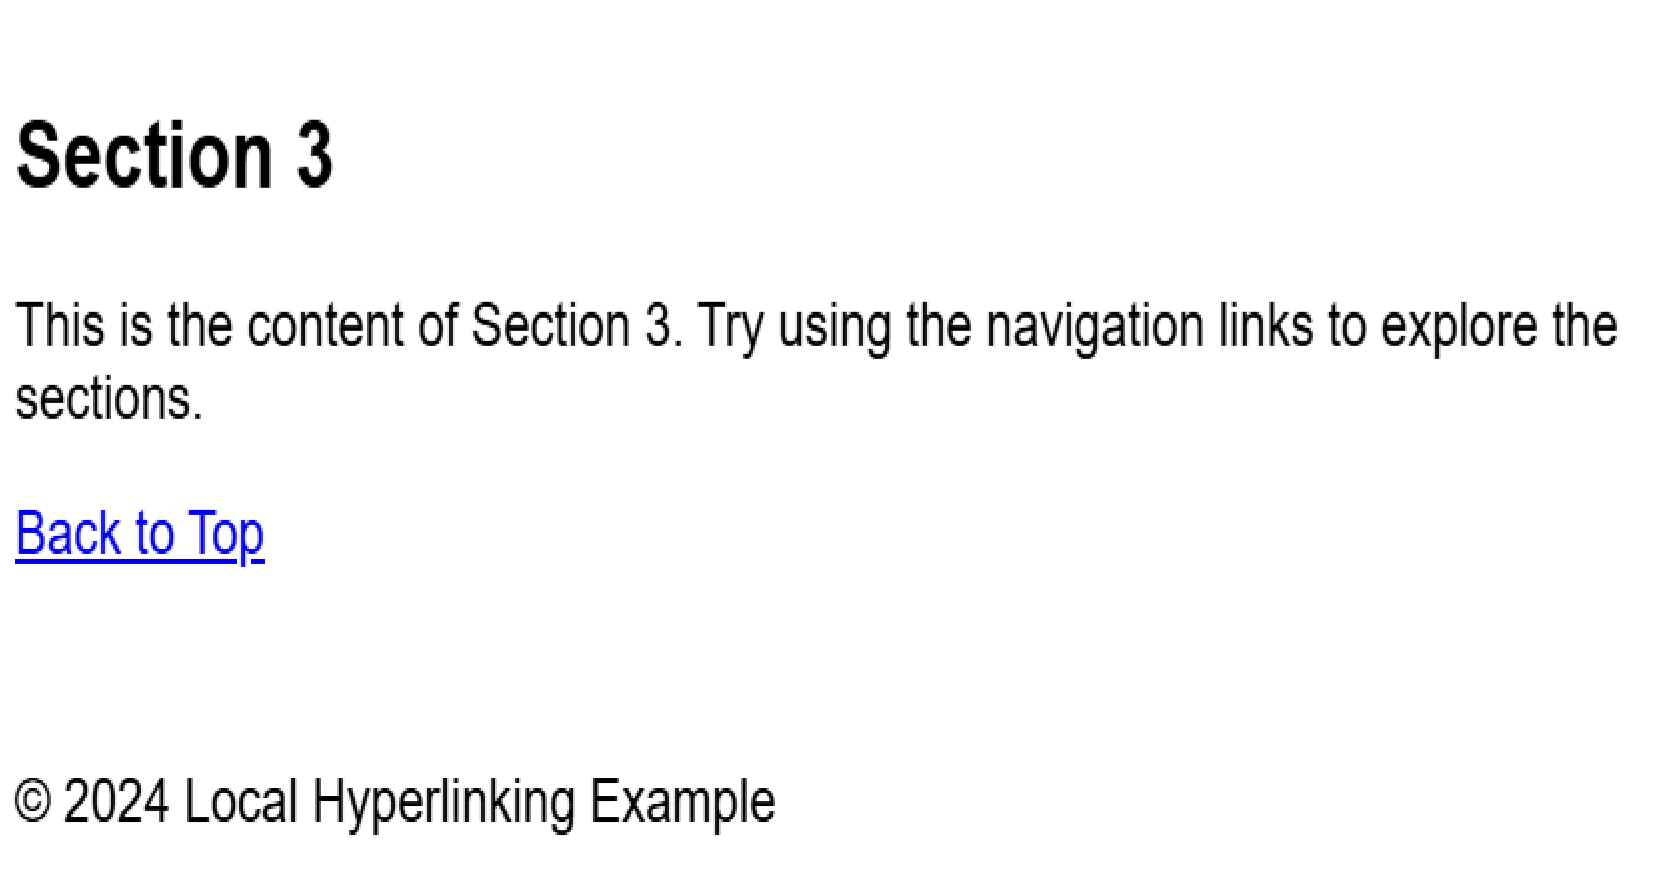 Section 3
This is the content of Section 3. Try using the navigation links to explore the
sections.
Back to Top
© 2024 Local Hyperlinking Example